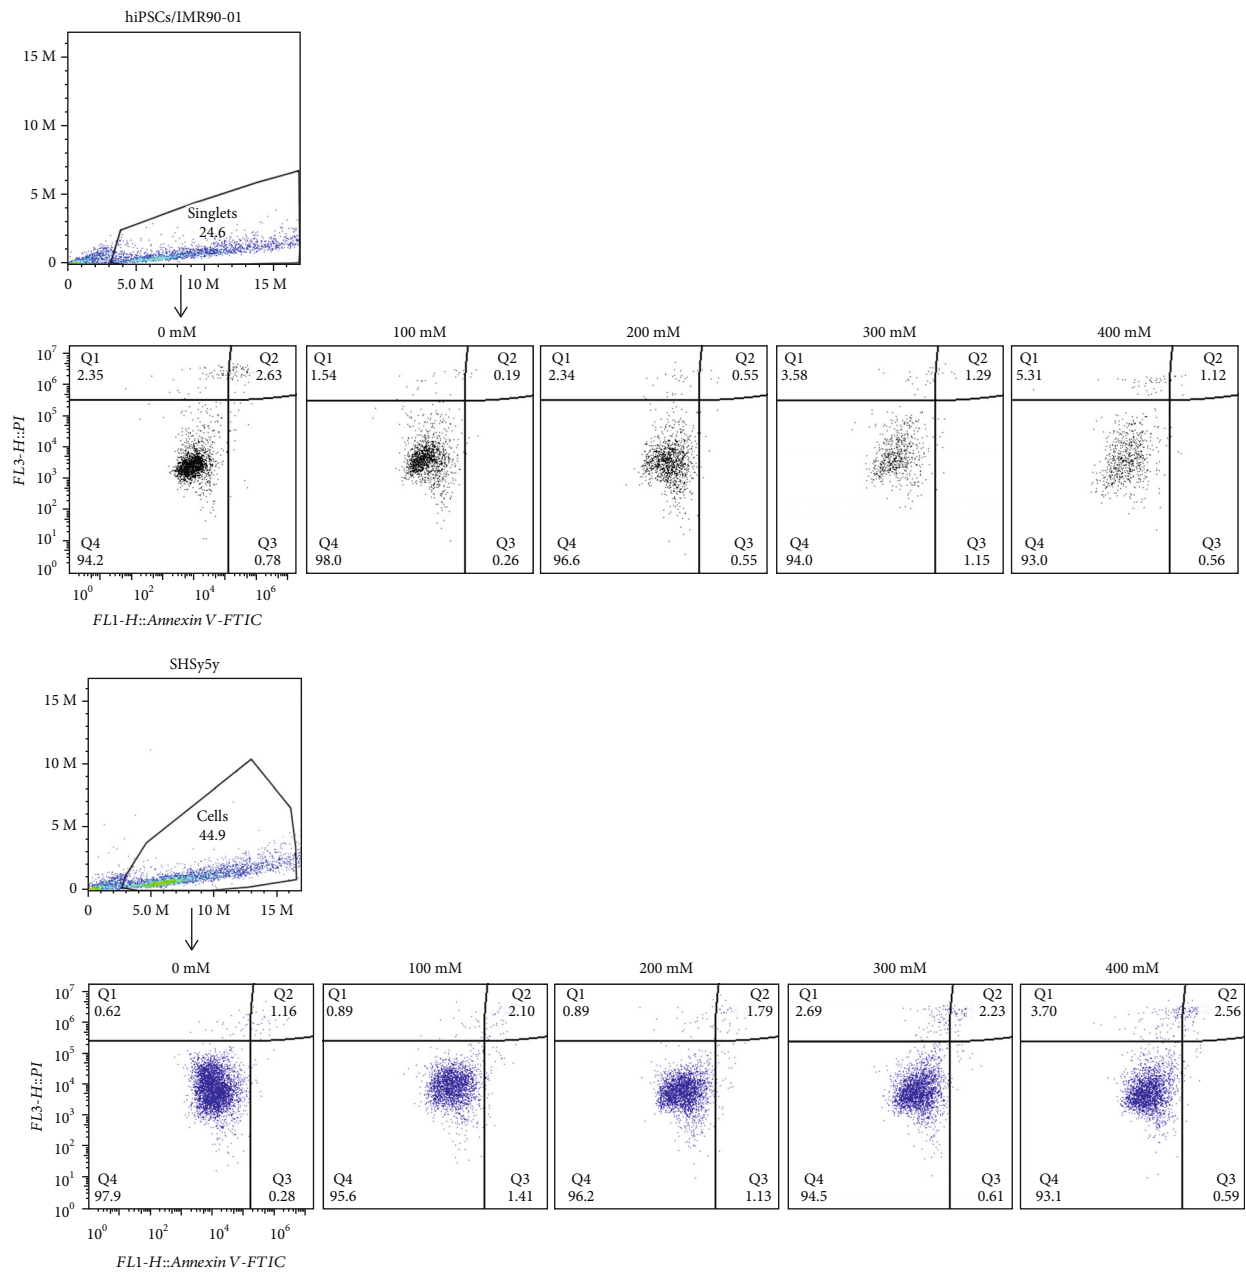 hiPSCs/IMR90-01
15 M
10 M
5 M
0
Singlets
24.6
0 5.0 M 10 M 15 M
0 mM 100 mM 200 mM 300 mM 400 mM
Q1 Q2 Q1 Q2 Q1 Q2 Q1 Q2 Q1 Q2
2.35 2.63 1.54 0.19 2.34 0.55 3.58 1.29 5.31 1.12
10⁷
10⁶
10⁵
10⁴
10³
10²
10¹
10⁰
FL3-H::PI
Q4 Q3 Q4 Q3 Q4 Q3 Q4 Q3 Q4 Q3
94.2 0.78 98.0 0.26 96.6 0.55 94.0 1.15 93.0 0.56
10⁰ 10² 10⁴ 10⁶
FL1-H::Annexin V-FTIC
SHSy5y
15 M
10 M
5 M
0
Cells
44.9
0 5.0 M 10 M 15 M
0 mM 100 mM 200 mM 300 mM 400 mM
Q1 Q2 Q1 Q2 Q1 Q2 Q1 Q2 Q1 Q2
0.62 1.16 0.89 2.10 0.89 1.79 2.69 2.23 3.70 2.56
10⁷
10⁶
10⁵
10⁴
10³
10²
10¹
10⁰
FL3-H::PI
Q4 Q3 Q4 Q3 Q4 Q3 Q4 Q3 Q4 Q3
97.9 0.28 95.6 1.41 96.2 1.13 94.5 0.61 93.1 0.59
10⁰ 10² 10⁴ 10⁶
FL1-H::Annexin V-FTIC